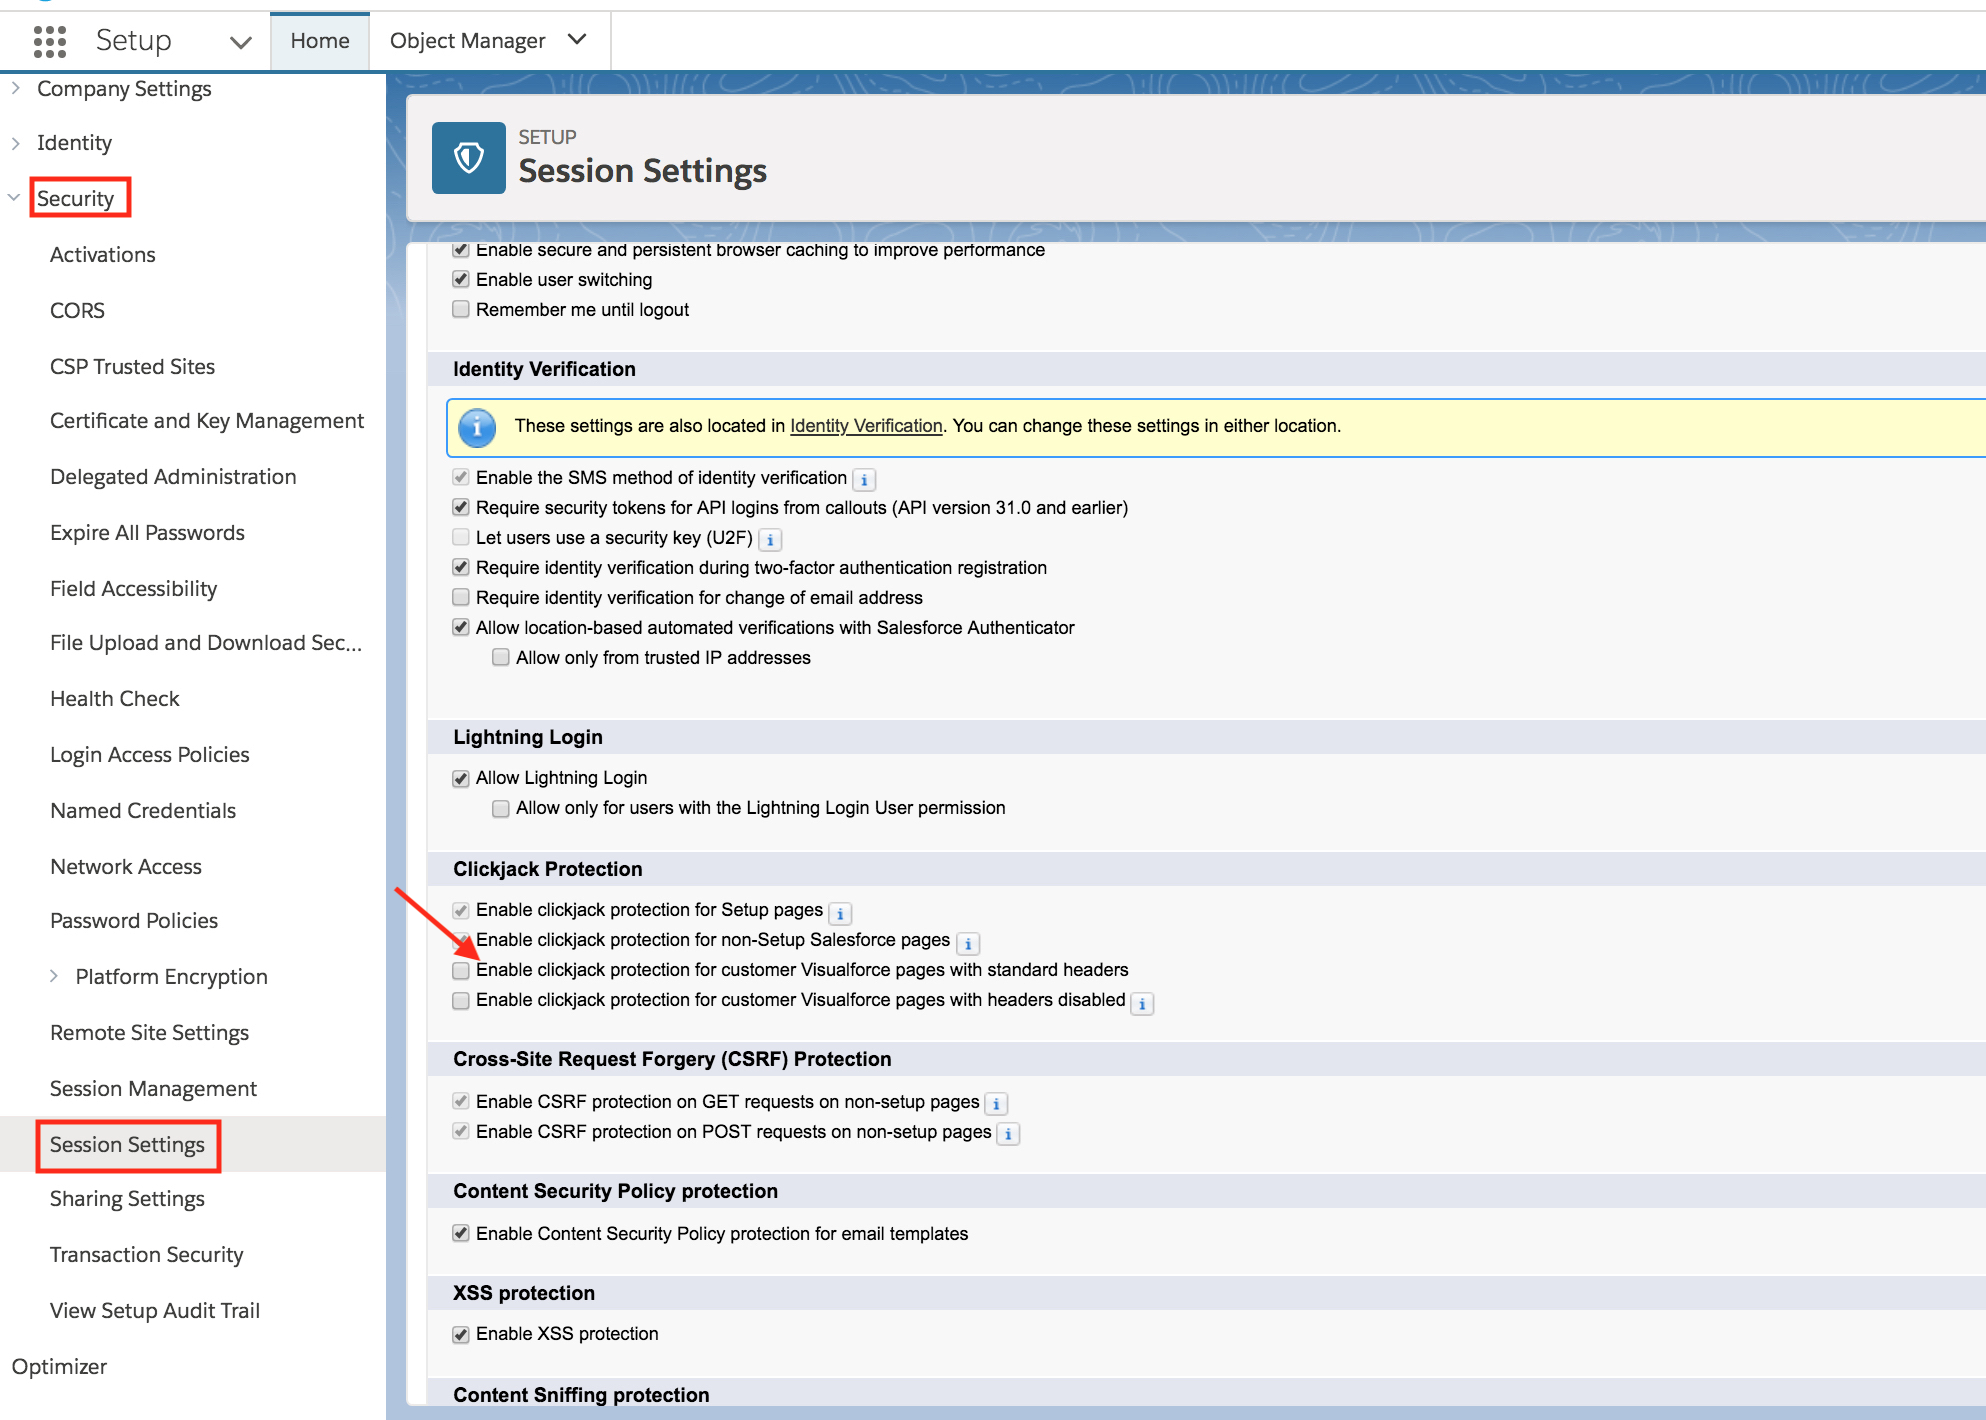 Setup
Home
Object Manager
Company Settings
Identity
Security
Activations
CORS
CSP Trusted Sites
Certificate and Key Management
Delegated Administration
Expire All Passwords
Field Accessibility
File Upload and Download Sec...
Health Check
Login Access Policies
Named Credentials
Network Access
Password Policies
Platform Encryption
Remote Site Settings
Session Management
Session Settings
Sharing Settings
Transaction Security
View Setup Audit Trail
Optimizer
SETUP
Session Settings
Enable secure and persistent browser caching to improve performance
Enable user switching
Remember me until logout
Identity Verification
These settings are also located in Identity Verification. You can change these settings in either location.
Enable the SMS method of identity verification
Require security tokens for API logins from callouts (API version 31.0 and earlier)
Let users use a security key (U2F)
Require identity verification during two-factor authentication registration
Require identity verification for change of email address
Allow location-based automated verifications with Salesforce Authenticator
Allow only from trusted IP addresses
Lightning Login
Allow Lightning Login
Allow only for users with the Lightning Login User permission
Clickjack Protection
Enable clickjack protection for Setup pages
Enable clickjack protection for non-Setup Salesforce pages
Enable clickjack protection for customer Visualforce pages with standard headers
Enable clickjack protection for customer Visualforce pages with headers disabled
Cross-Site Request Forgery (CSRF) Protection
Enable CSRF protection on GET requests on non-setup pages
Enable CSRF protection on POST requests on non-setup pages
Content Security Policy protection
Enable Content Security Policy protection for email templates
XSS protection
Enable XSS protection
Content Sniffing protection